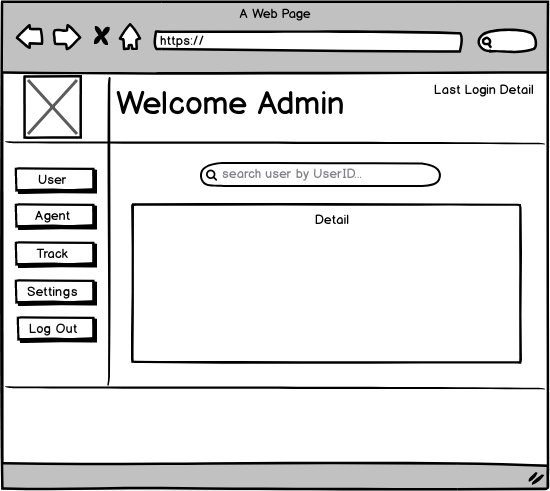 A Web Page
https://
Welcome Admin
Last Login Detail
User
Agent
Track
Settings
Log Out
search user by UserID...
Detail